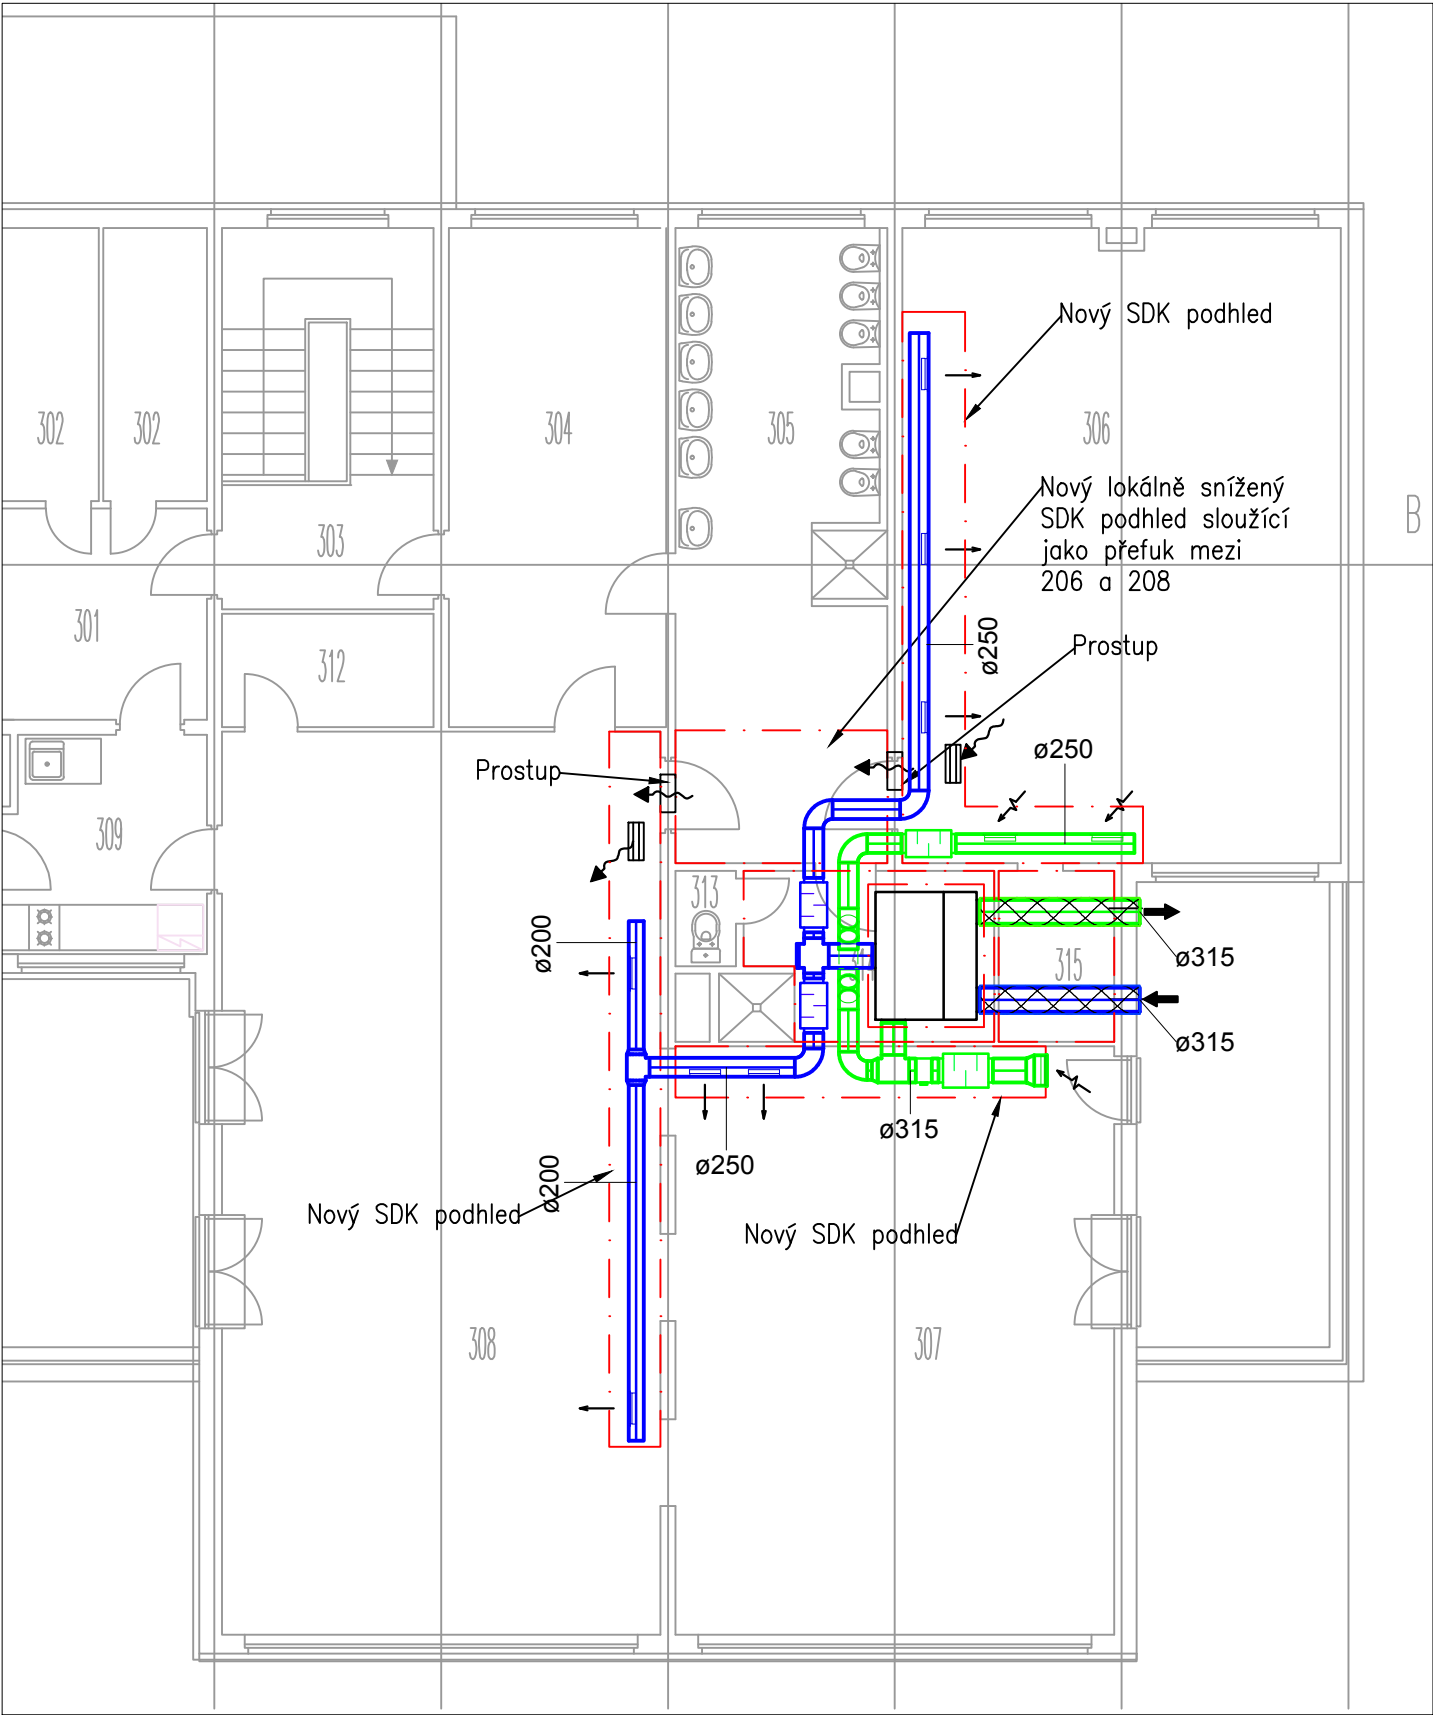 Nový SDK podhled
302
302
304
305
306
Nový lokálně snížený
SDK podhled sloužící
jako přefuk mezi
206 a 208
B
303
301
312
ø250
Prostup
ø250
Prostup
309
313
ø200
315
ø315
ø315
ø315
ø250
ø200
Nový SDK podhled
Nový SDK podhled
308
307